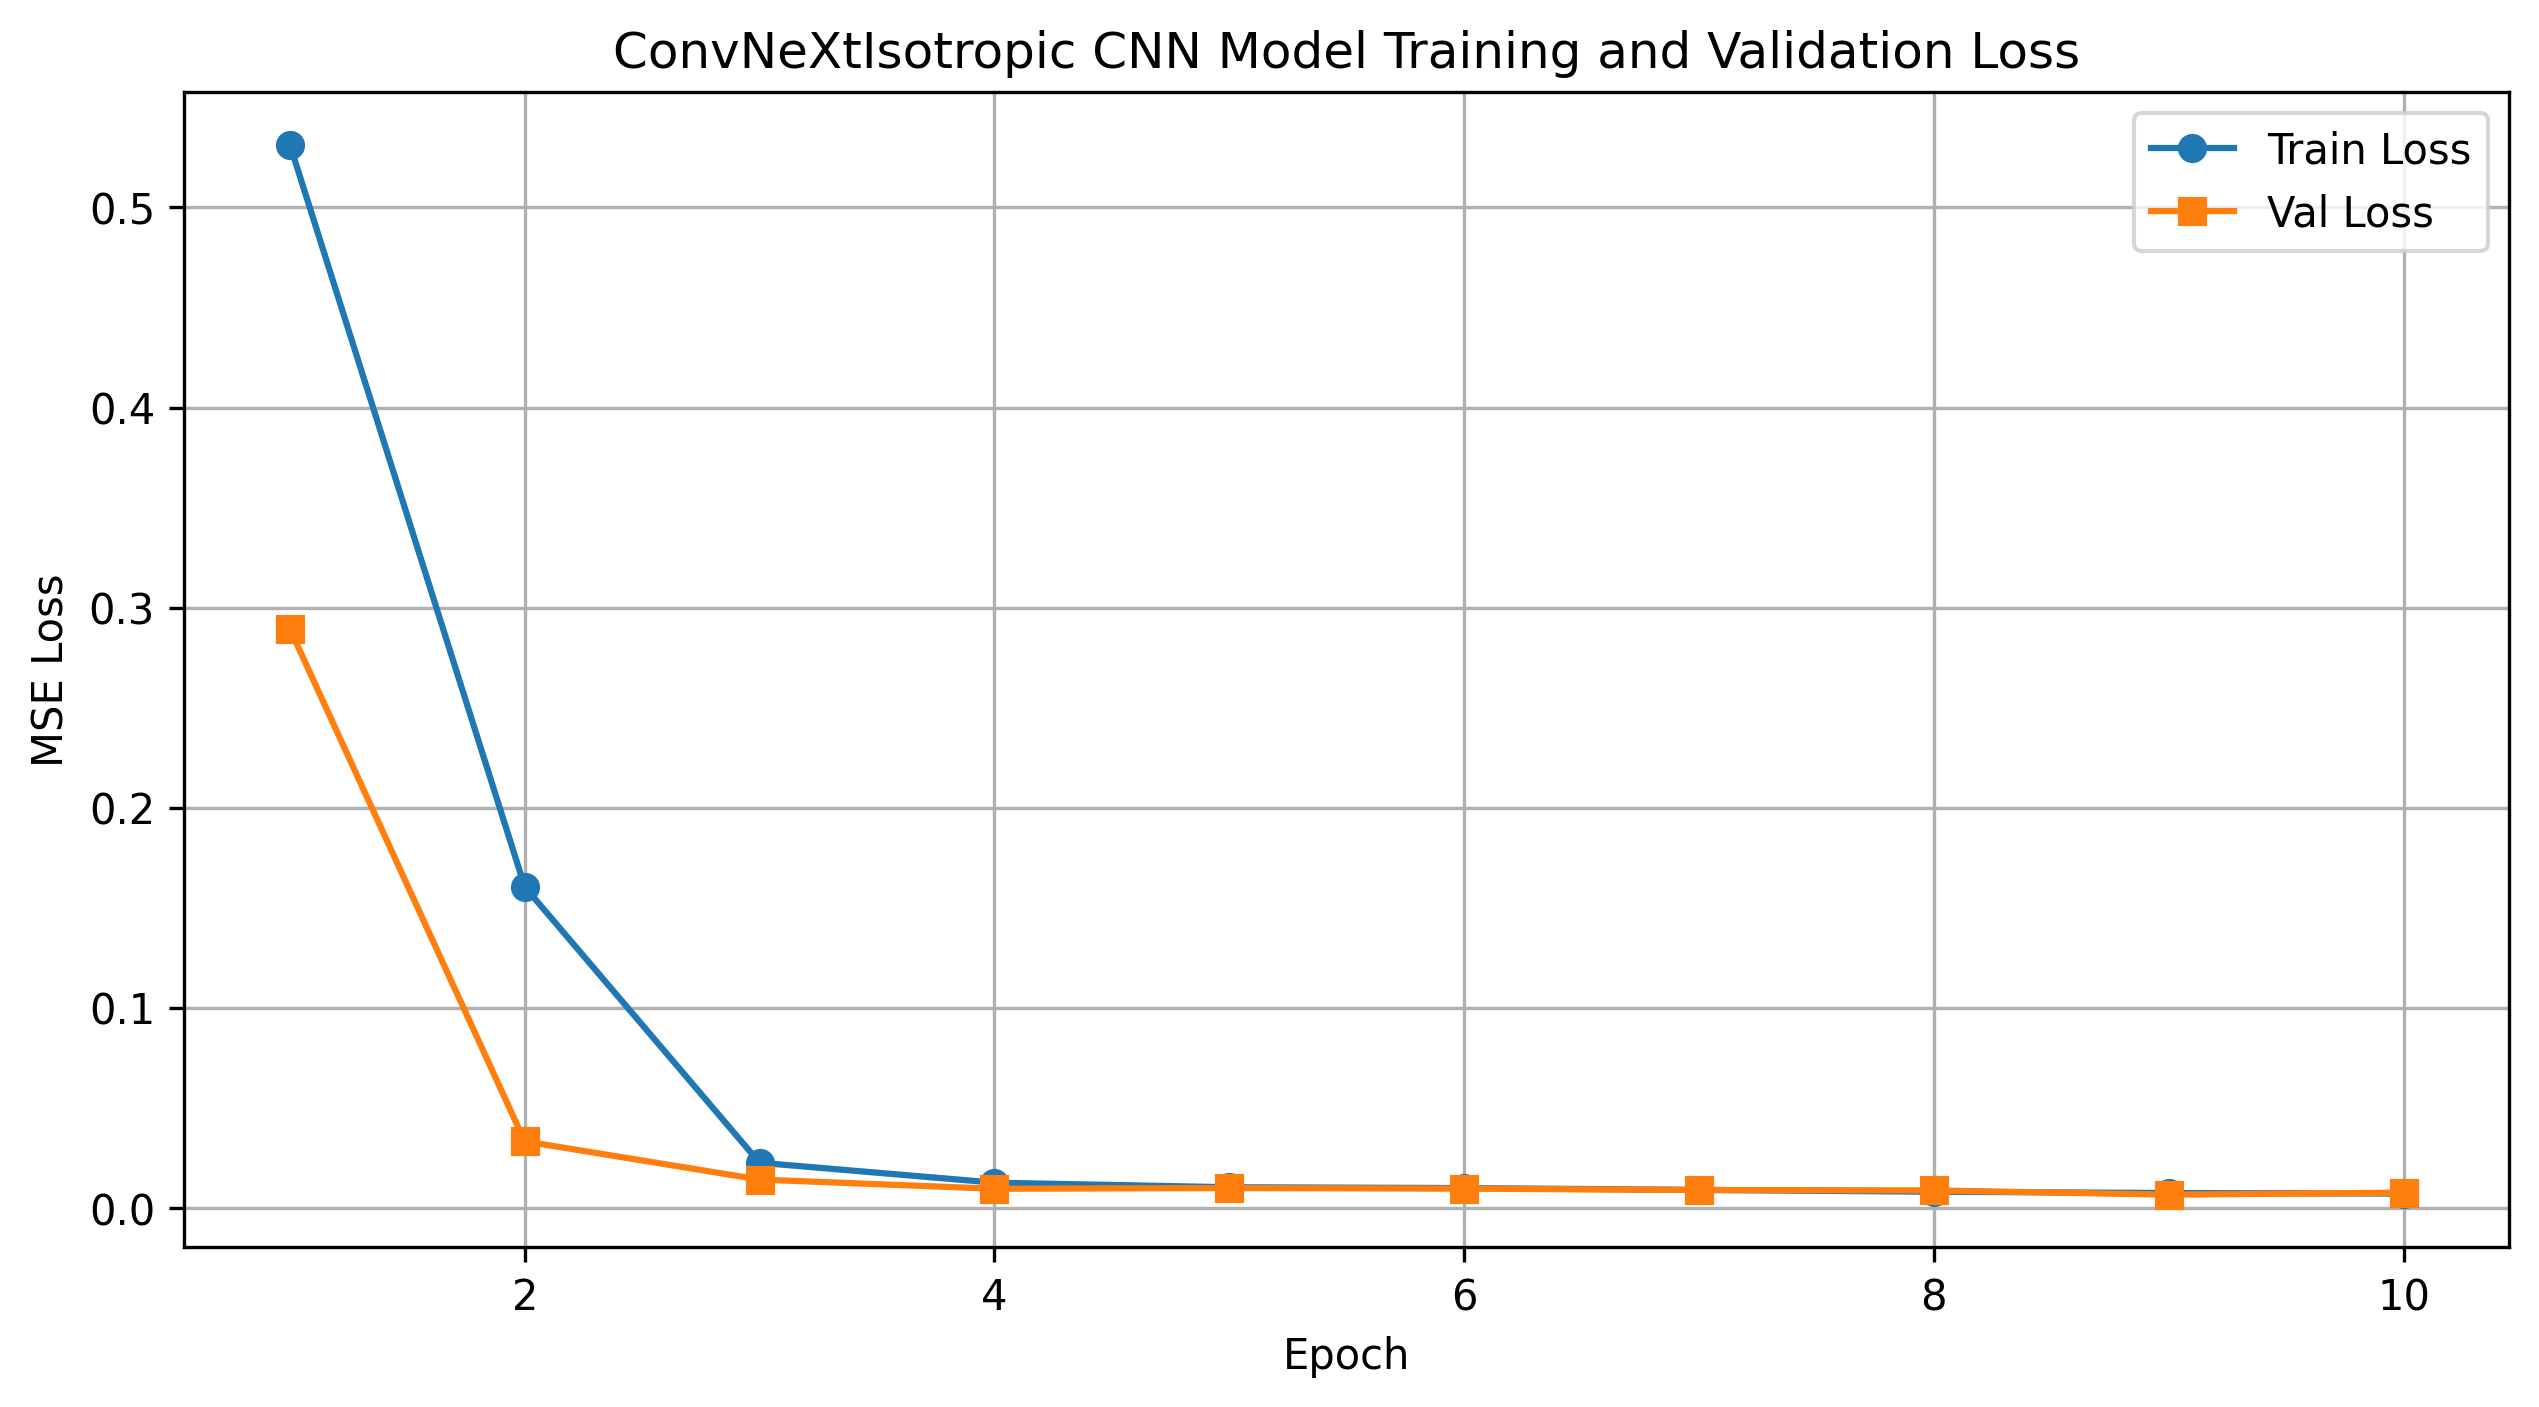 ConvNeXtIsotropic CNN Model Training and Validation Loss
Train Loss
Val Loss
MSE Loss
0.5
0.4
0.3
0.2
0.1
0.0
2 4 6 8 10
Epoch